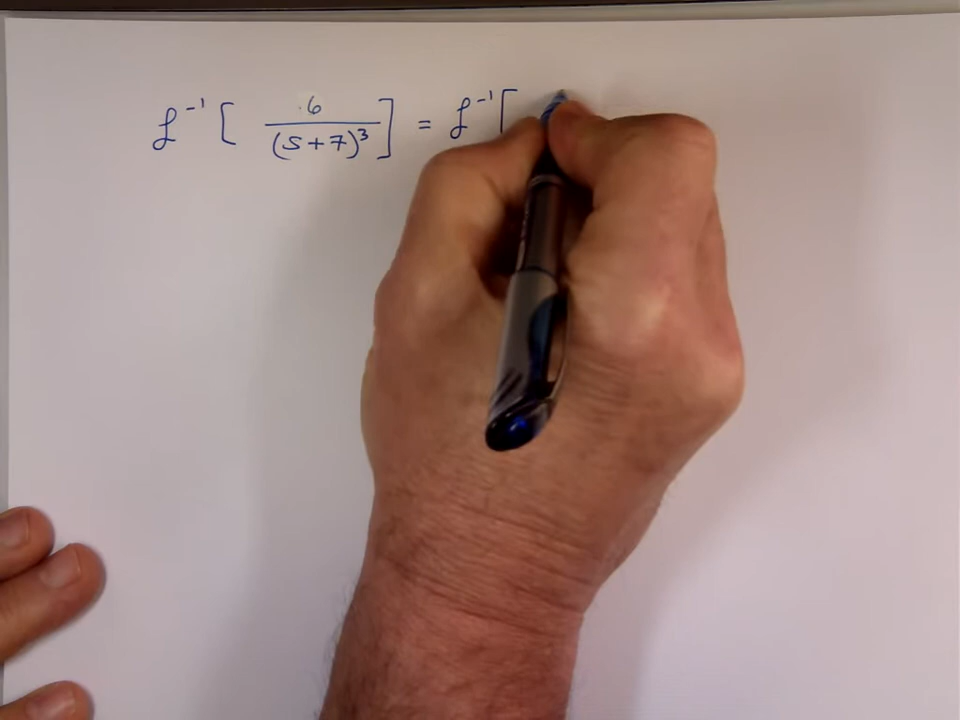 ℒ⁻¹ [ 6 / (s+7)³ ] = ℒ⁻¹ [